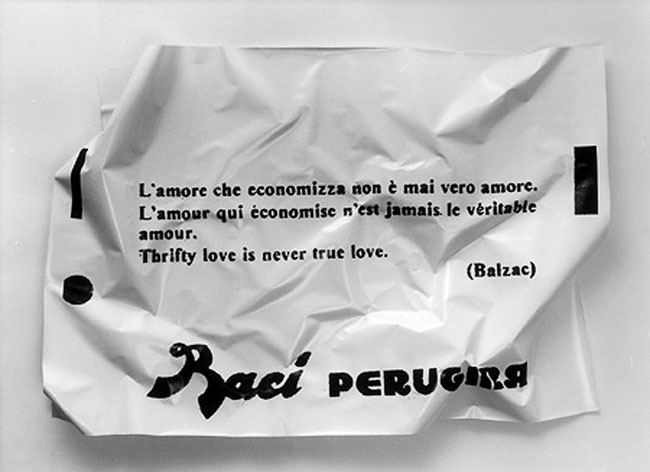 L'amore che economizza non è mai vero amore.
L'amour qui économise n'est jamais le véritable
amour.
Thrifty love is never true love.
(Balzac)
Baci PERUGINA